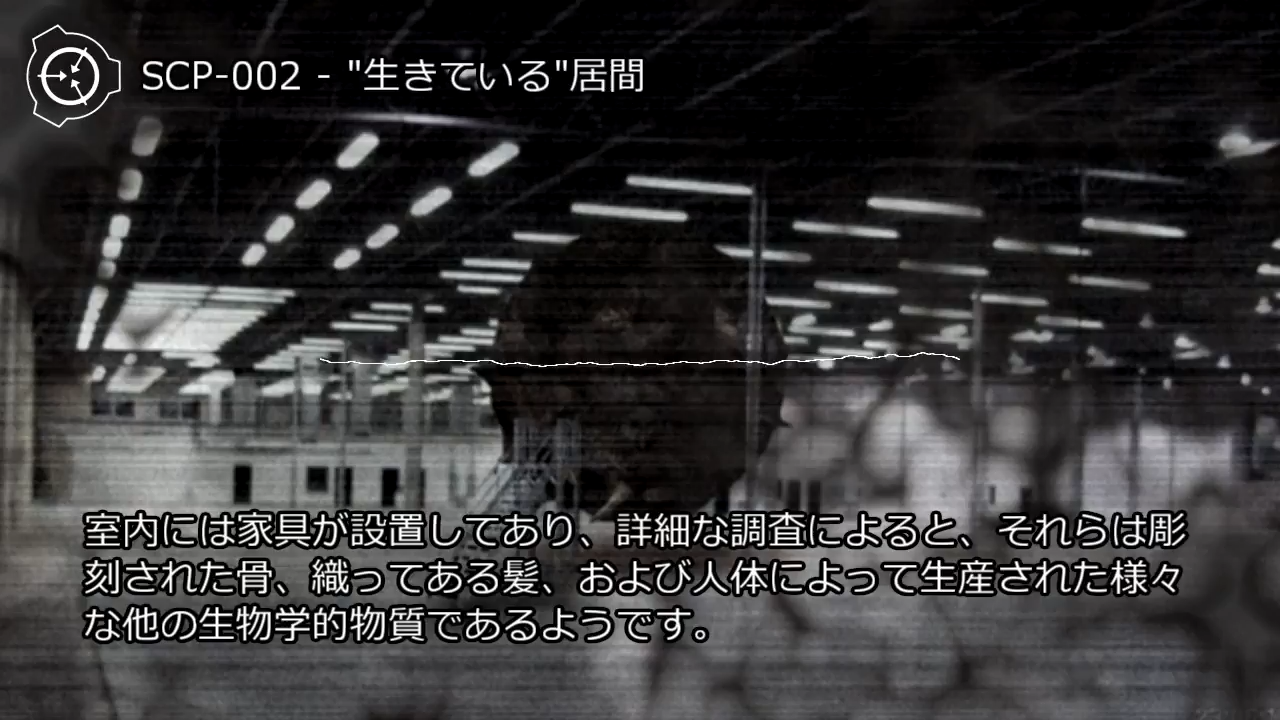 SCP-002 - "生きている"居間
室内には家具が設置してあり、詳細な調査によると、それらは彫
刻された骨、織ってある髪、および人体によって生産された様々
な他の生物学的物質であるようです。